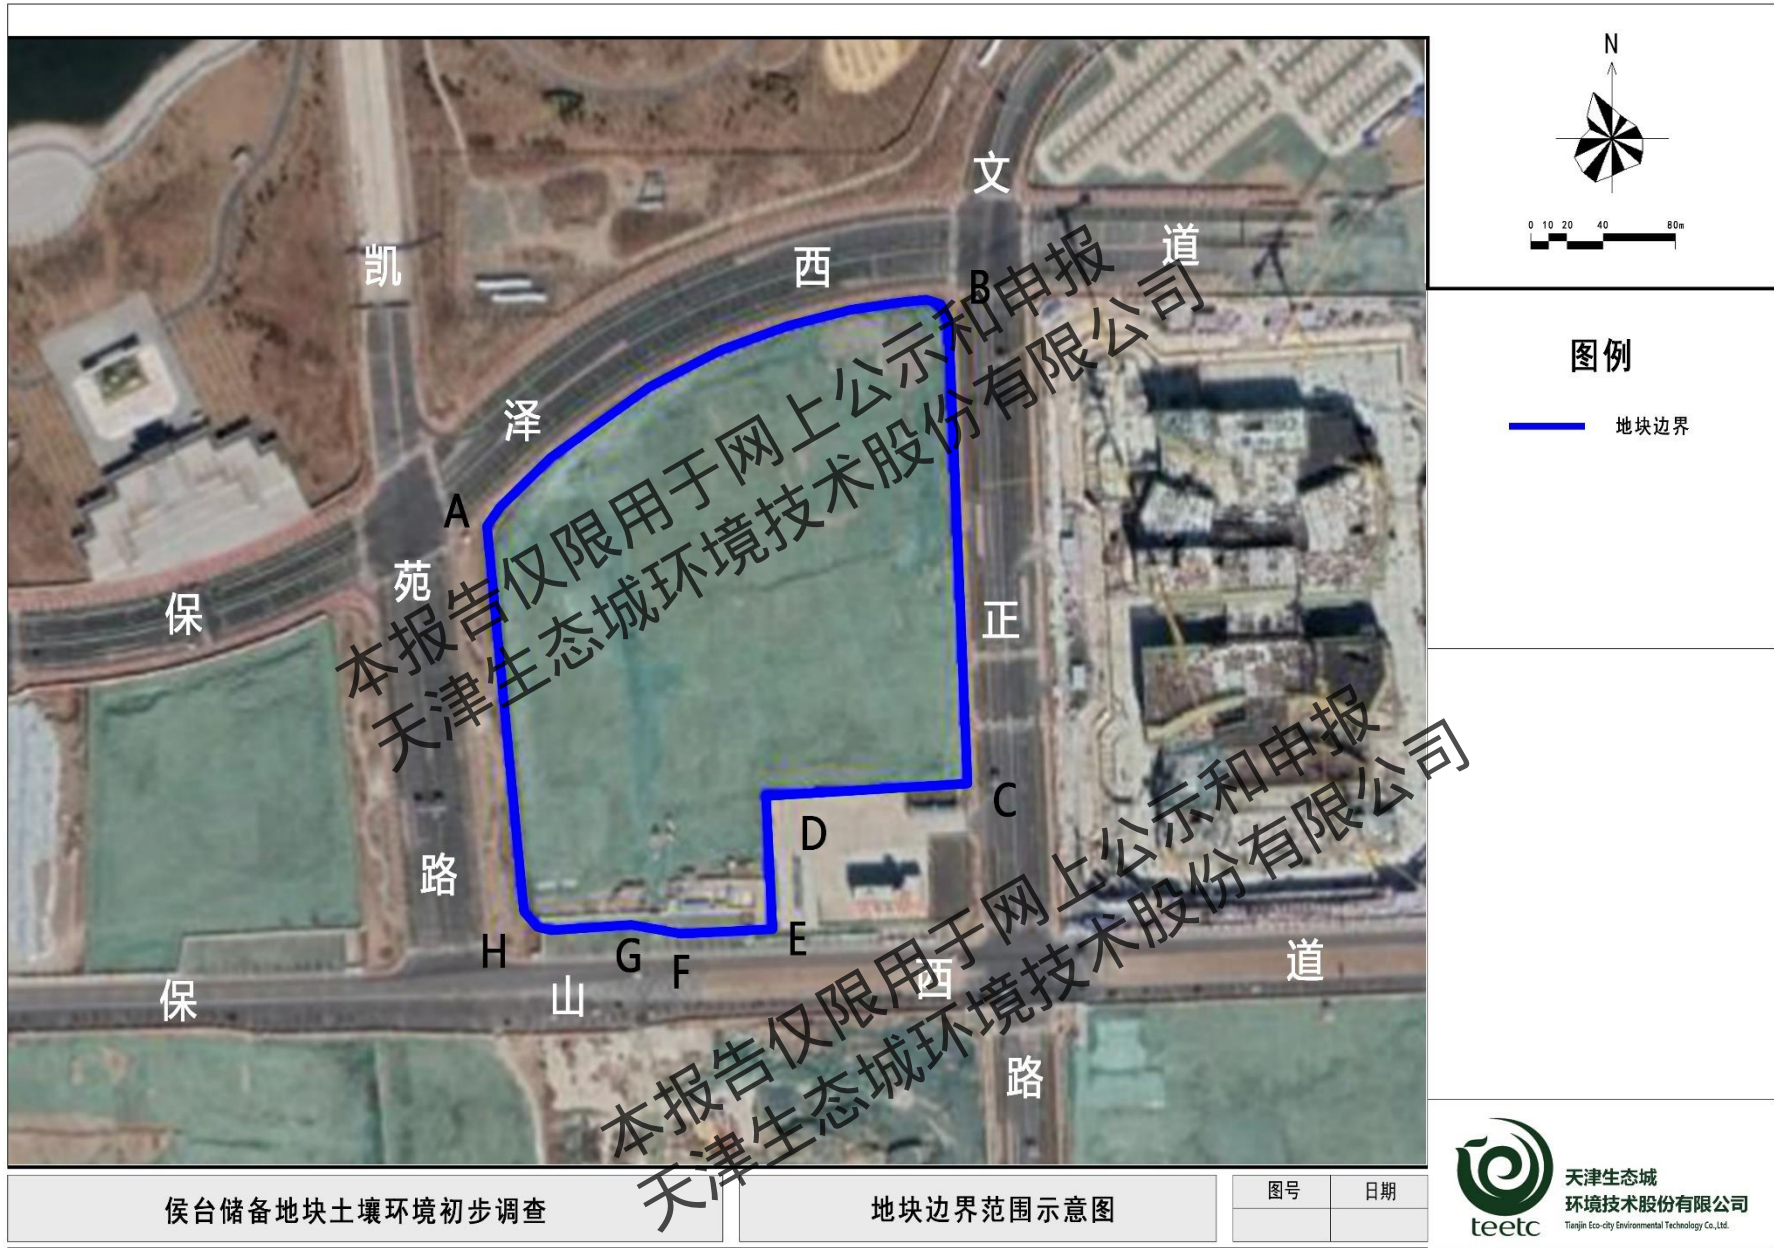 N
0 10 20 40 80m
文
道
凯
西
B
泽
A
苑
保
正
C
D
路
H
G
F
E
保
山
西
道
路
本报告仅限用于网上公示和申报
天津生态城环境技术股份有限公司
本报告仅限用于网上公示和申报
天津生态城环境技术股份有限公司
图例
地块边界
侯台储备地块土壤环境初步调查
地块边界范围示意图
图号
日期
teetc
天津生态城
环境技术股份有限公司
Tianjin Eco-city Environmental Technology Co.,Ltd.